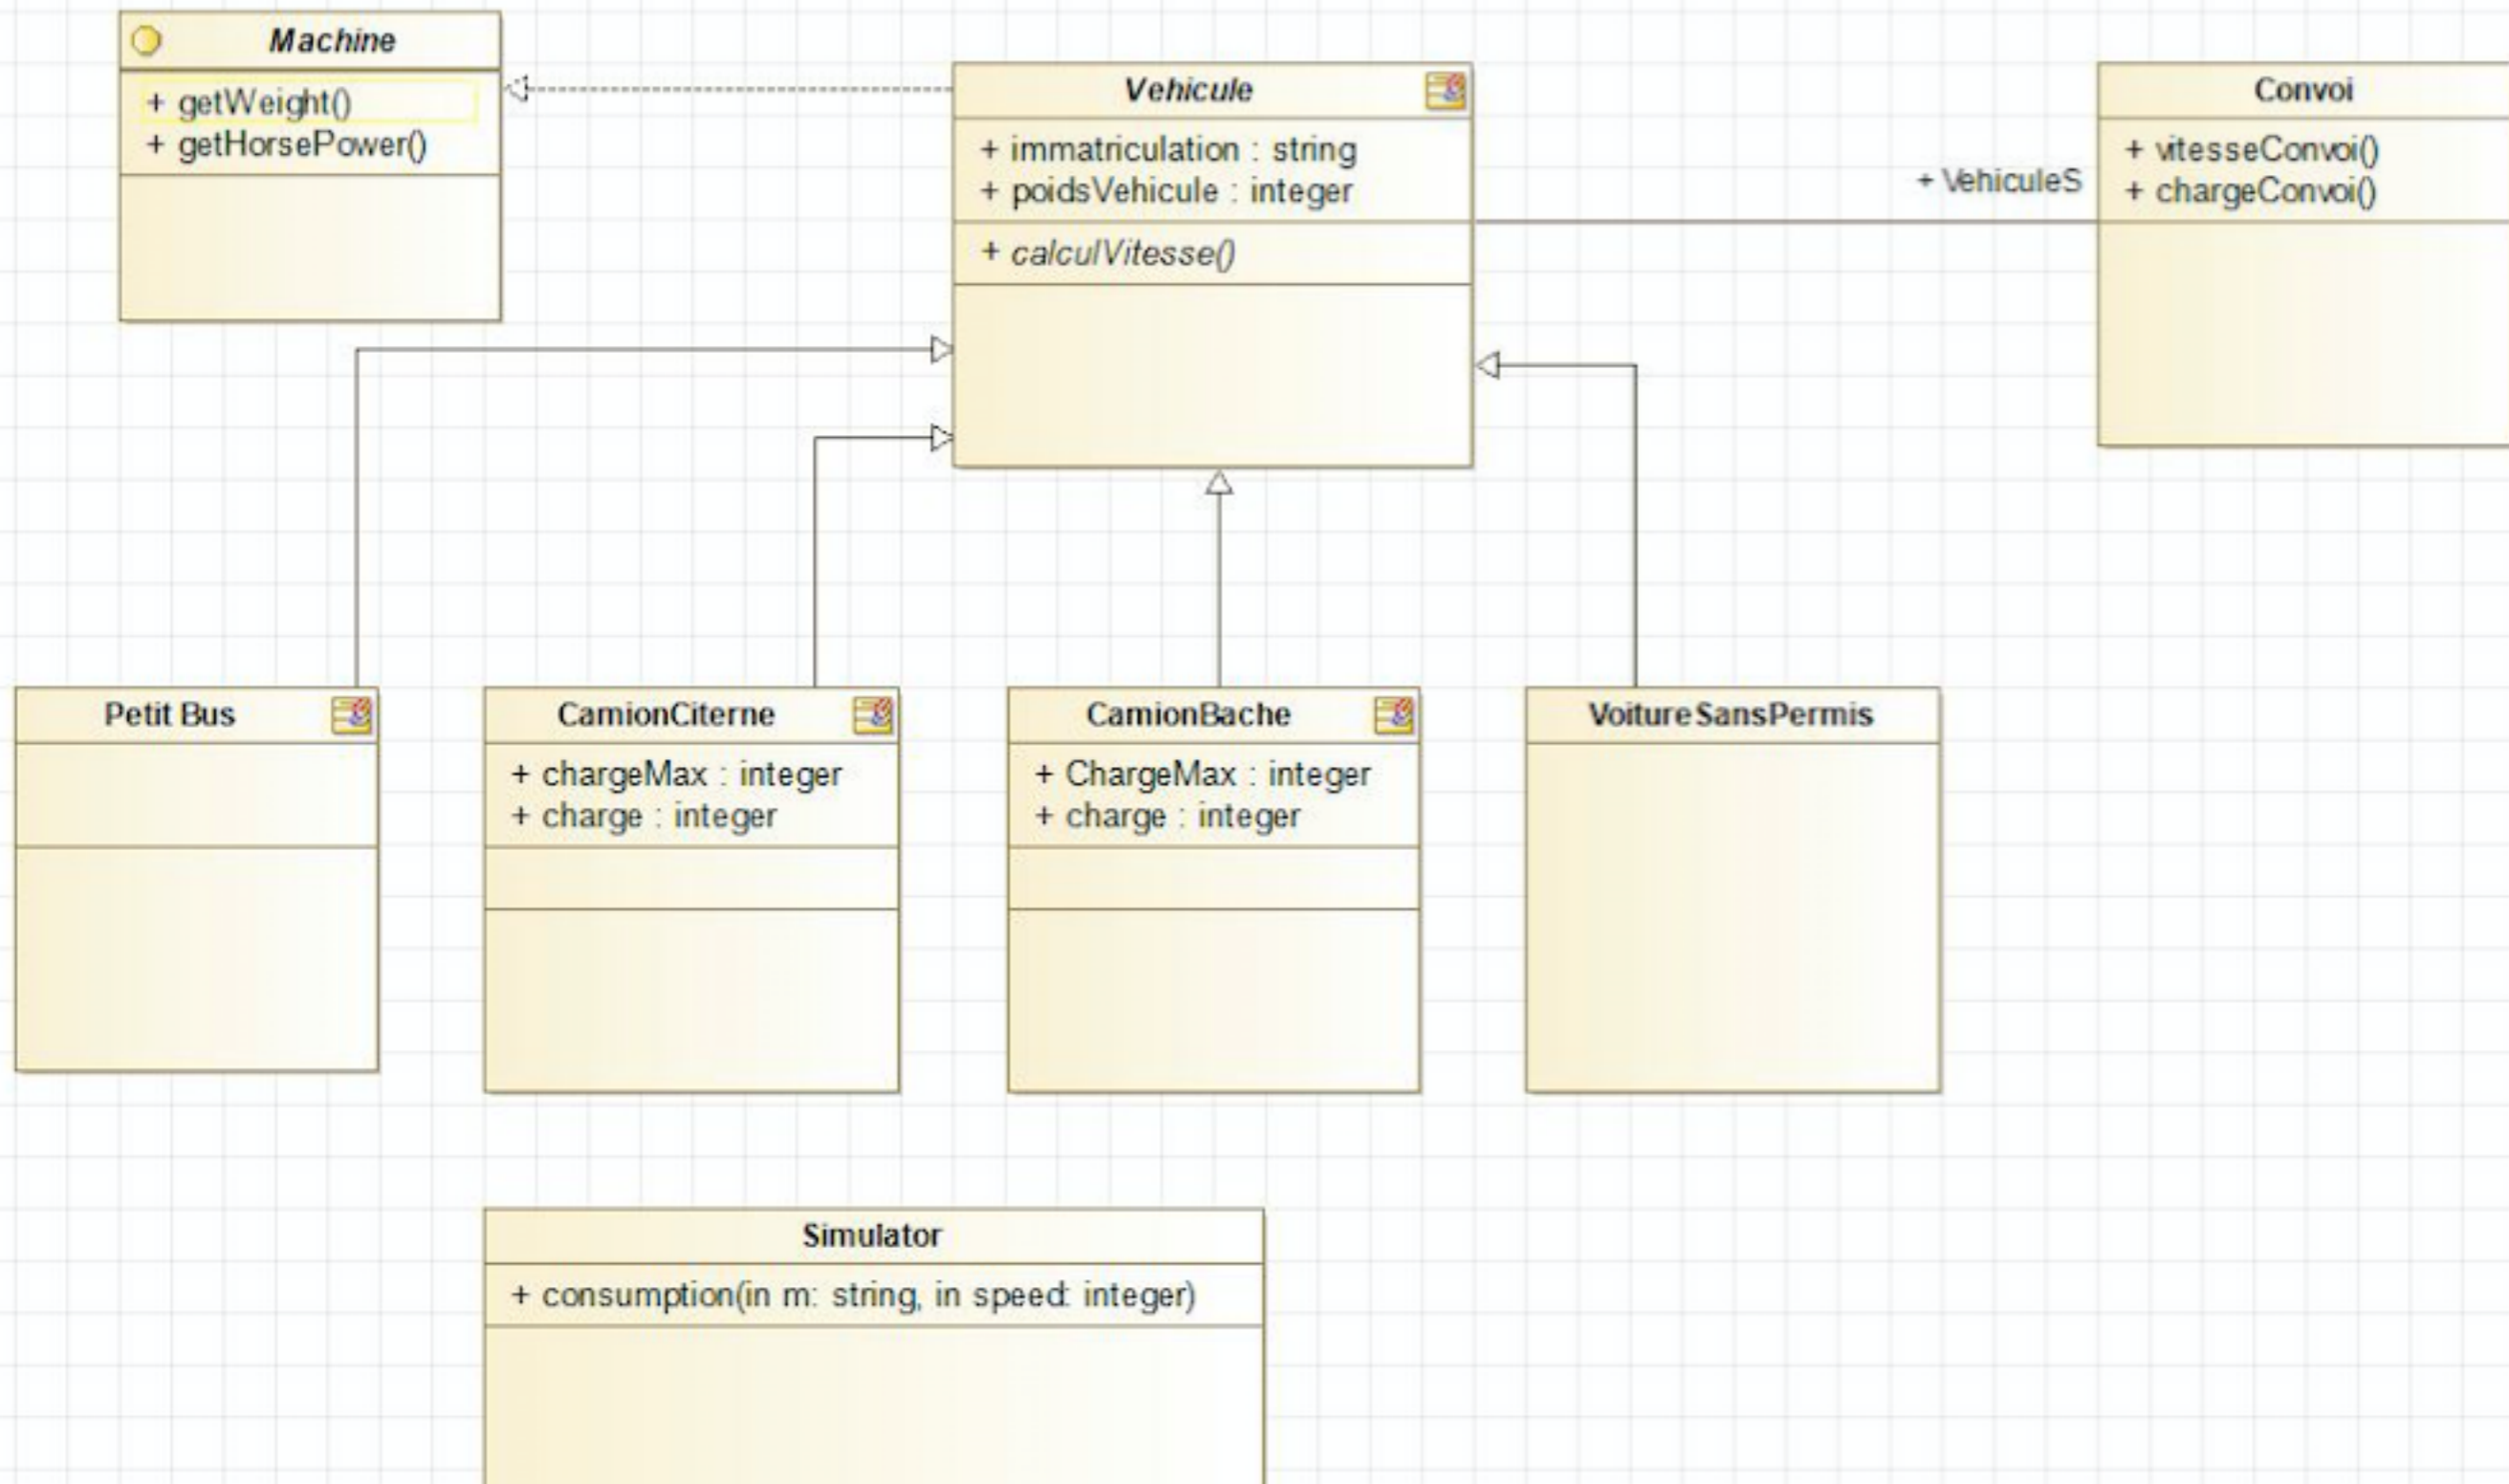 Machine
+ getWeight()
+ getHorsePower()
Vehicule
+ immatriculation : string
+ poidsVehicule : integer
+ calculVitesse()
+ VehiculeS
Convoi
+ vitesseConvoi()
+ chargeConvoi()
Petit Bus
CamionCiterne
+ chargeMax : integer
+ charge : integer
CamionBache
+ ChargeMax : integer
+ charge : integer
VoitureSansPermis
Simulator
+ consumption(in m: string, in speed: integer)